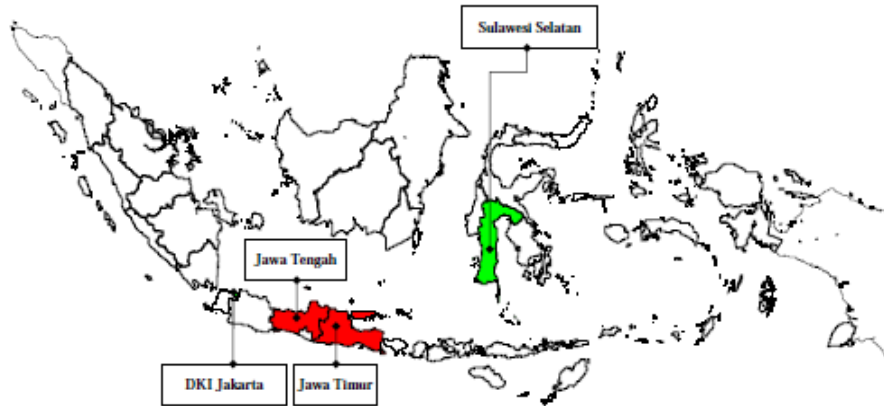 Sulawesi Selatan
Jawa Tengah
DKI Jakarta
Jawa Timur